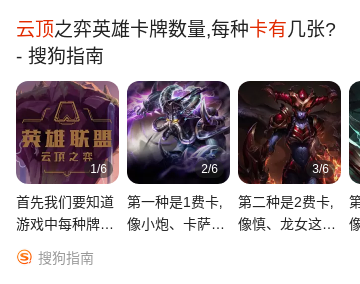 云顶之弈英雄卡牌数量,每种卡有几张?
- 搜狗指南
英雄联盟
云顶之弈
1/6
2/6
3/6
首先我们要知道
游戏中每种牌...
第一种是1费卡,
像小炮、卡萨...
第二种是2费卡,
像慎、龙女这...
第
搜狗指南